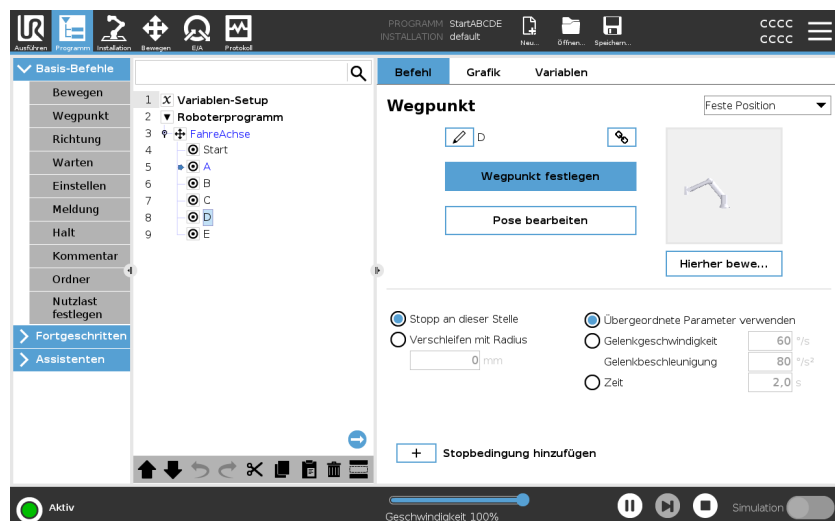 UR
Ausführen
Programm
Installation
Bewegen
E/A
Protokoll
PROGRAMM StartABCDE
INSTALLATION default
Neu...
Öffnen...
Speichern...
CCCC
CCCC
Basis-Befehle
Bewegen
Wegpunkt
Richtung
Warten
Einstellen
Meldung
Halt
Kommentar
Ordner
Nutzlast
festlegen
Fortgeschritten
Assistenten
1 X Variablen-Setup
2 Roboterprogramm
3 FahreAchse
4 Start
5 A
6 B
7 C
8 D
9 E
Befehl Grafik Variablen
Wegpunkt
Feste Position
D
Wegpunkt festlegen
Pose bearbeiten
Hierher bewe...
Stopp an dieser Stelle
Verschleifen mit Radius
0 mm
Übergeordnete Parameter verwenden
Gelenkgeschwindigkeit 60 °/s
Gelenkbeschleunigung 80 °/s²
Zeit 2,0 s
+ Stopbedingung hinzufügen
Aktiv
Geschwindigkeit 100%
Simulation